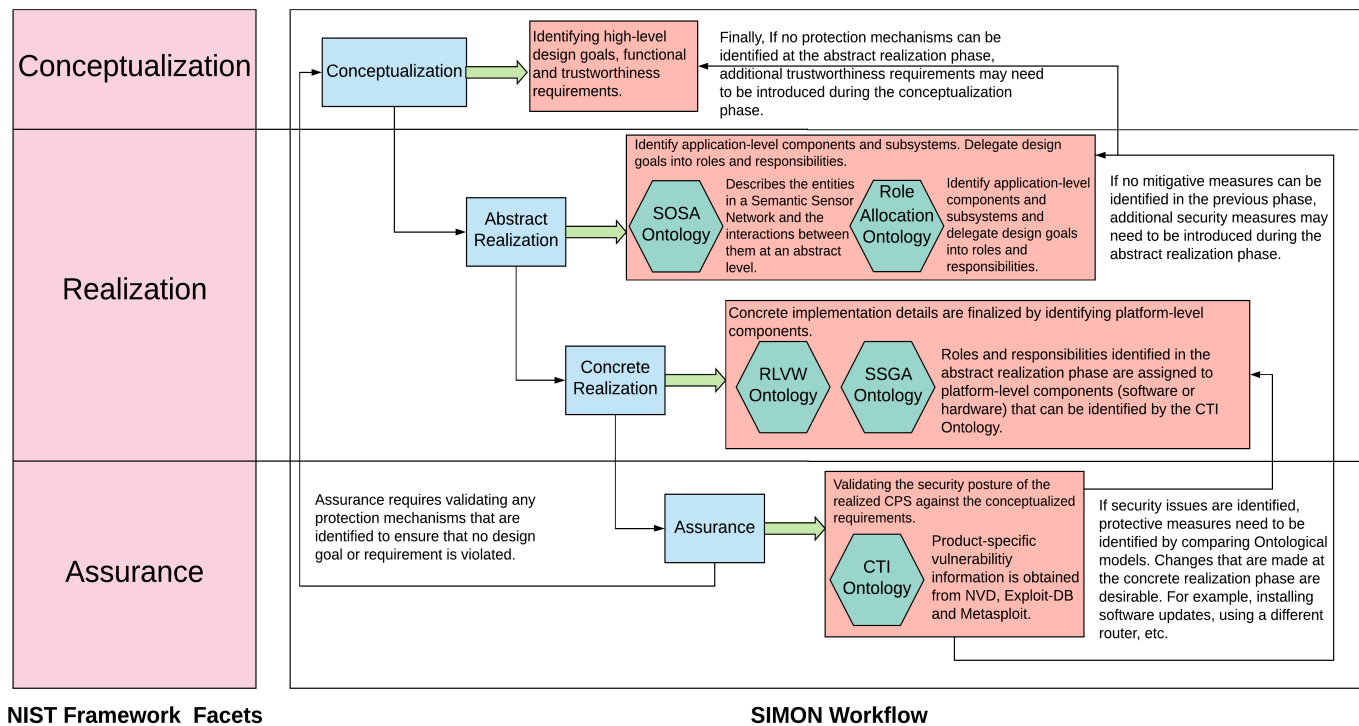 Conceptualization
Conceptualization
Identifying high-level
design goals, functional
and trustworthiness
requirements.
Finally, If no protection mechanisms can be
identified at the abstract realization phase,
additional trustworthiness requirements may need
to be introduced during the conceptualization
phase.
Realization
Abstract
Realization
Identify application-level components and subsystems. Delegate design
goals into roles and responsibilities.
SOSA
Ontology
Describes the entities
in a Semantic Sensor
Network and the
interactions between
them at an abstract
level.
Role
Allocation
Ontology
Identify application-level
components and
subsystems and
delegate design goals
into roles and
responsibilities.
If no mitigative measures can be
identified in the previous phase,
additional security measures may
need to be introduced during the
abstract realization phase.
Concrete
Realization
Concrete implementation details are finalized by identifying platform-level
components.
RLVW
Ontology
SSGA
Ontology
Roles and responsibilities identified in the
abstract realization phase are assigned to
platform-level components (software or
hardware) that can be identified by the CTI
Ontology.
Assurance
Assurance requires validating any
protection mechanisms that are
identified to ensure that no design
goal or requirement is violated.
Assurance
Validating the security posture of the
realized CPS against the conceptualized
requirements.
CTI
Ontology
Product-specific
vulnerabilitiy
information is obtained
from NVD, Exploit-DB
and Metasploit.
If security issues are identified,
protective measures need to be
identified by comparing Ontological
models. Changes that are made at
the concrete realization phase are
desirable. For example, installing
software updates, using a different
router, etc.
NIST Framework  Facets
SIMON Workflow